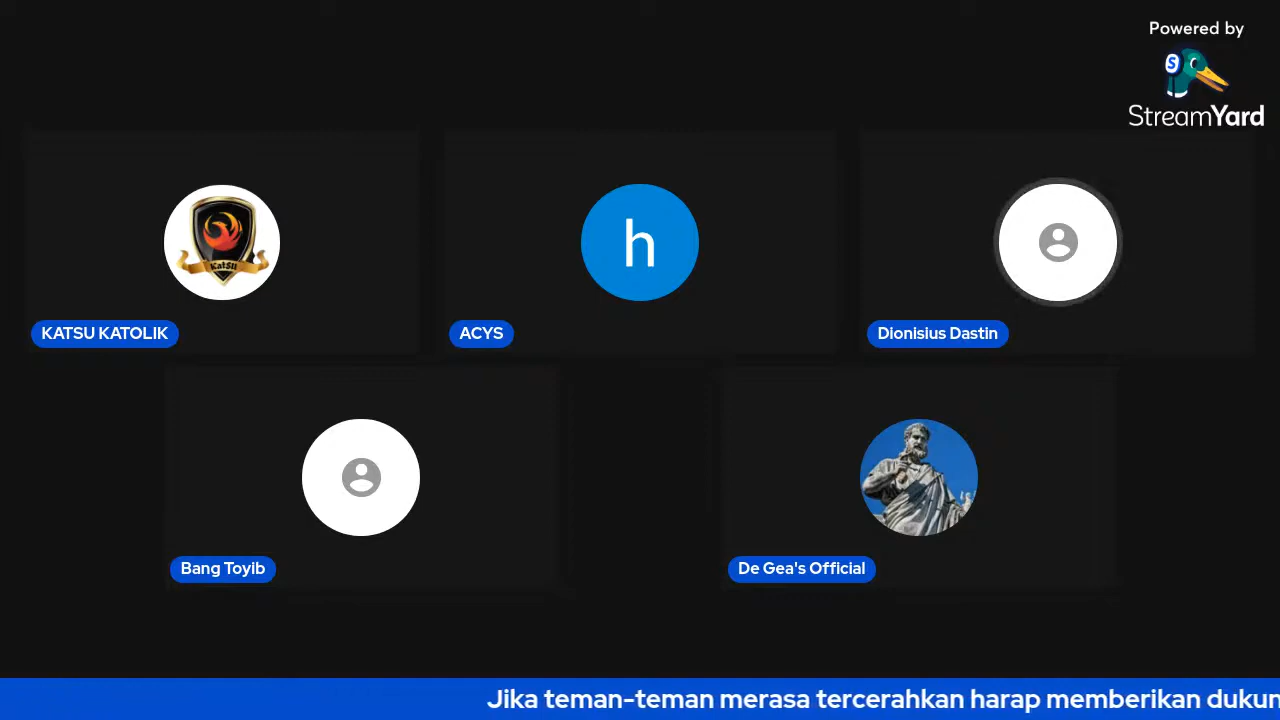 Powered by
S
StreamYard
KatSU
h
KATSU KATOLIK
ACYS
Dionisius Dastin
Bang Toyib
De Gea's Official
Jika teman-teman merasa tercerahkan harap memberikan dukun